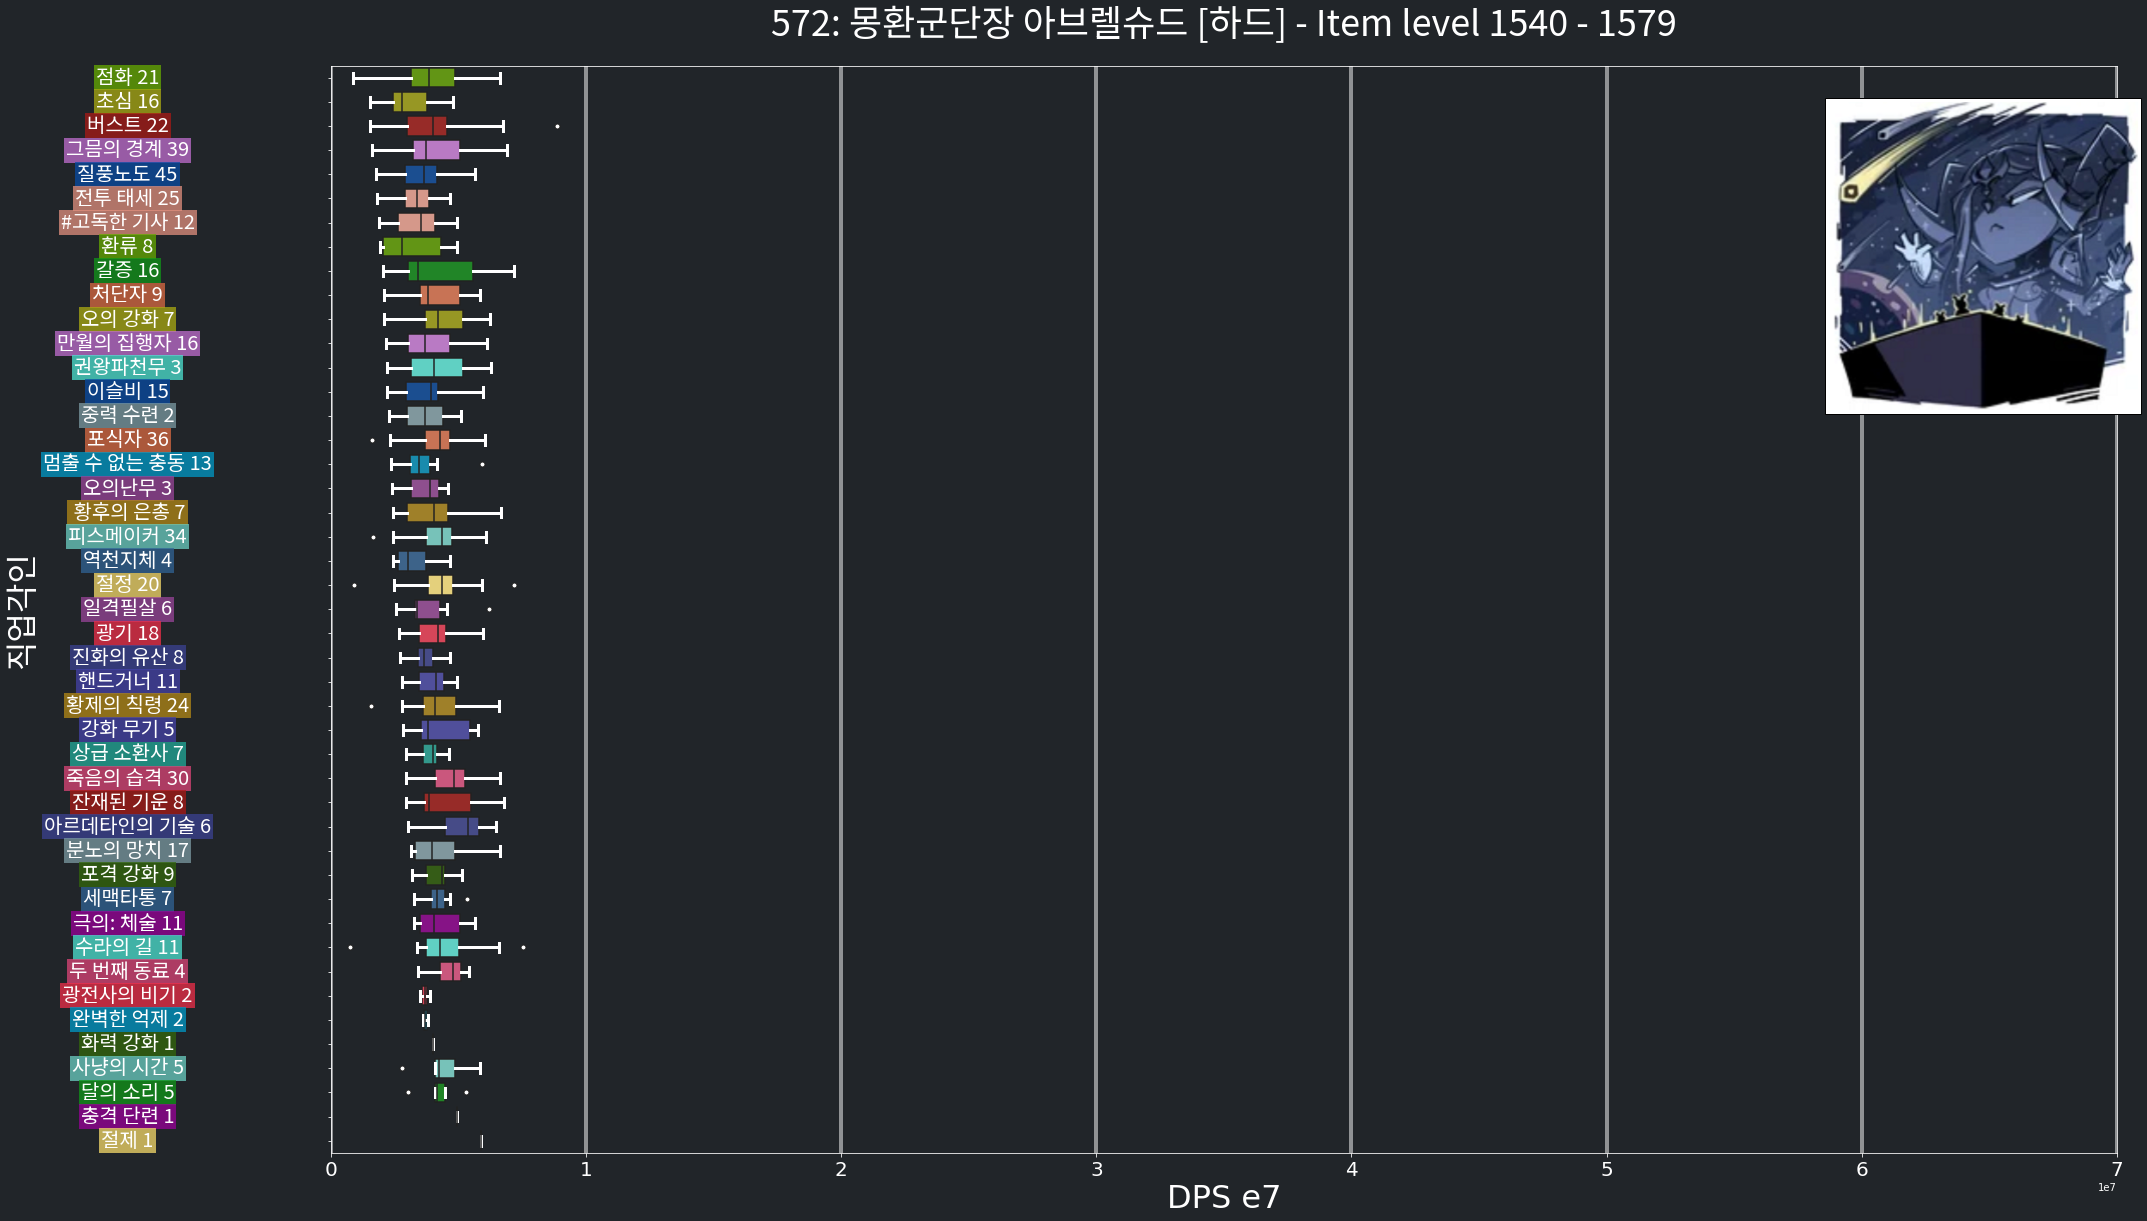 572: 몽환군단장 아브렐슈드 [하드] - Item level 1540 - 1579
직업각인
점화 21
초심 16
버스트 22
그믐의 경계 39
질풍노도 45
전투 태세 25
#고독한 기사 12
환류 8
갈증 16
처단자 9
오의 강화 7
만월의 집행자 16
권왕파천무 3
이슬비 15
중력 수련 2
포식자 36
멈출 수 없는 충동 13
오의난무 3
황후의 은총 7
피스메이커 34
역천지체 4
절정 20
일격필살 6
광기 18
진화의 유산 8
핸드거너 11
황제의 칙령 24
강화 무기 5
상급 소환사 7
죽음의 습격 30
잔재된 기운 8
아르데타인의 기술 6
분노의 망치 17
포격 강화 9
세맥타통 7
극의: 체술 11
수라의 길 11
두 번째 동료 4
광전사의 비기 2
완벽한 억제 2
화력 강화 1
사냥의 시간 5
달의 소리 5
충격 단련 1
절제 1
0 1 2 3 4 5 6 7
1e7
DPS e7